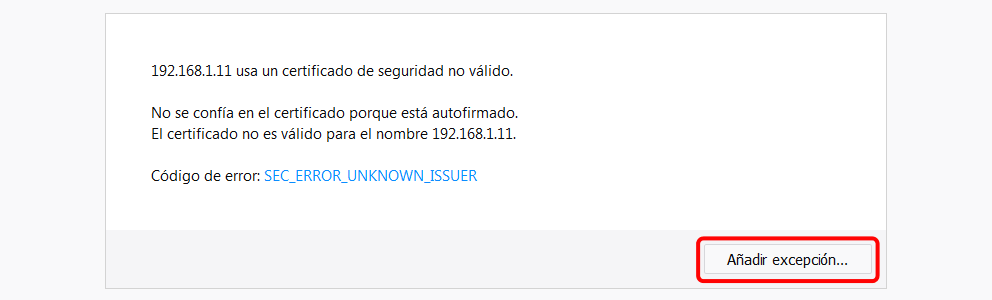 192.168.1.11 usa un certificado de seguridad no válido.
No se confía en el certificado porque está autofirmado.
El certificado no es válido para el nombre 192.168.1.11.
Código de error: SEC_ERROR_UNKNOWN_ISSUER
Añadir excepción...